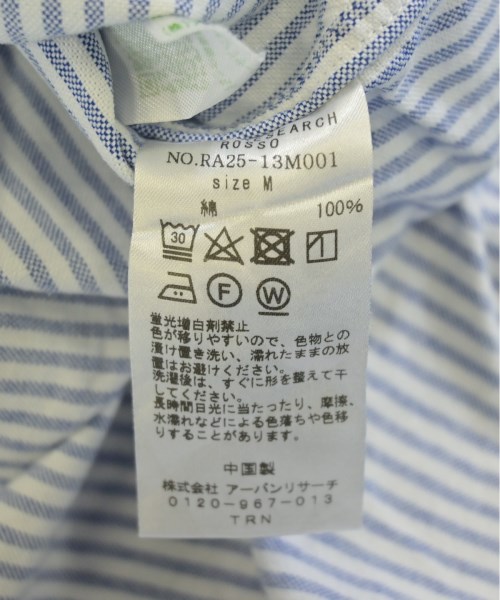 ROSSO
NO.RA25-13M001
size M
綿 100%
30
F W
蛍光増白剤禁止
色が移りやすいので、色物との
漬け置き洗い、濡れたままの放
置はお避けください。
洗濯後は、すぐに形を整えて干
してください。
長時間日光に当たったり、摩擦、
水濡れなどによる色落ちや色移
りすることが あります。
中国製
株式会社 アーバンリサーチ
0120-967-013
TRN